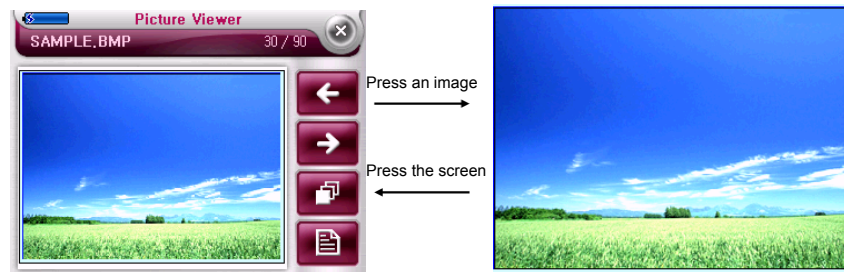 Picture Viewer
SAMPLE.BMP 30 / 90
Press an image
Press the screen